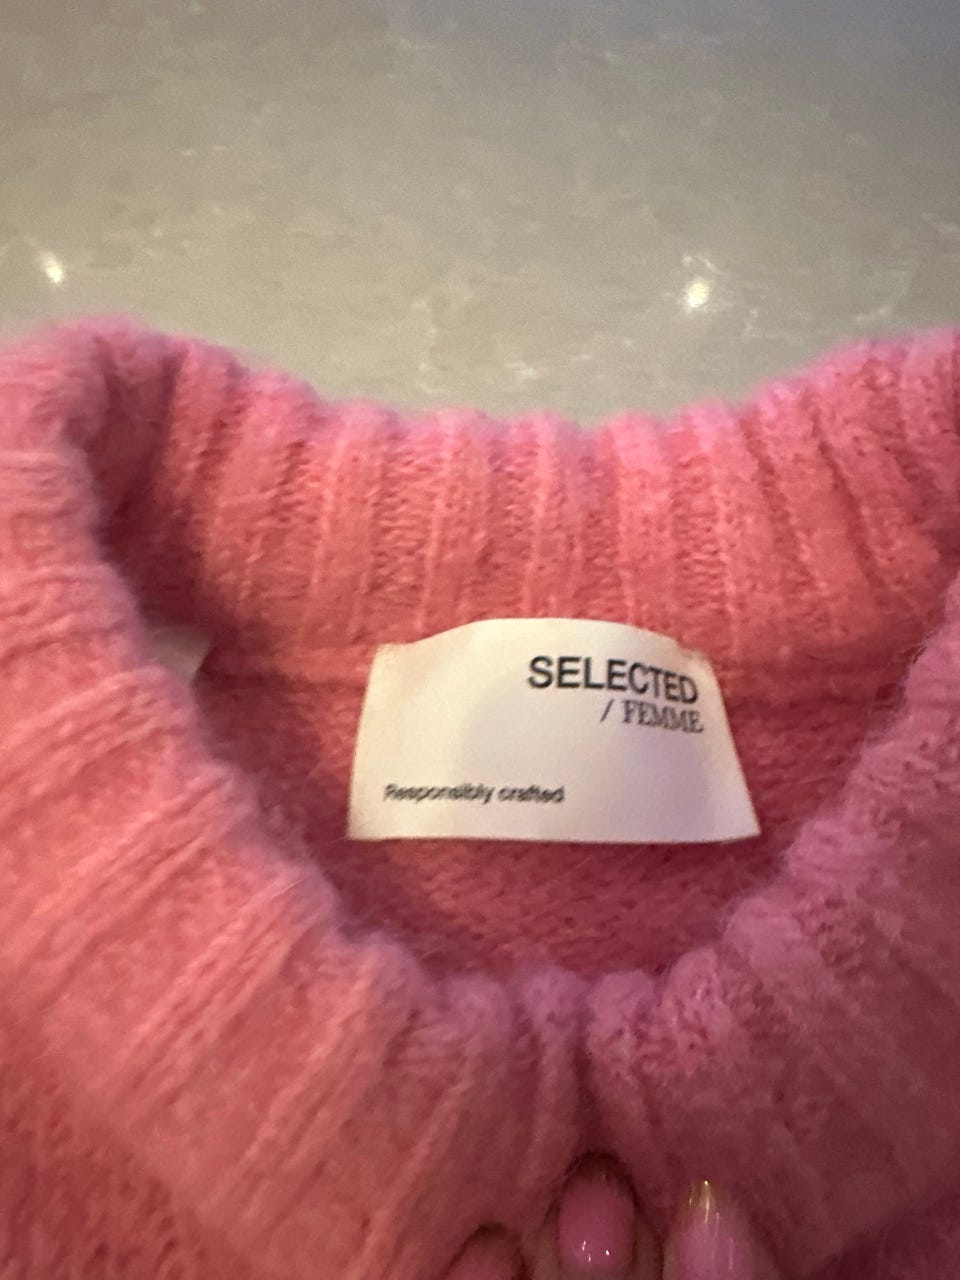 SELECTED
/ FEMME
Responsibly crafted